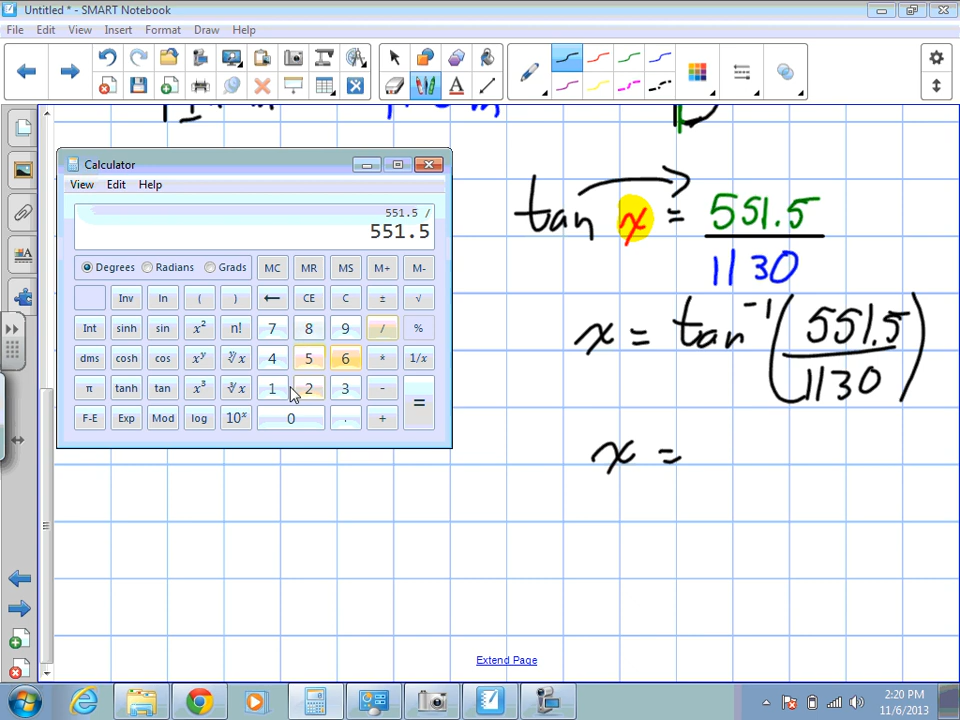 Untitled * - SMART Notebook
File Edit View Insert Format Draw Help
Calculator
View Edit Help
551.5 /
551.5
Degrees Radians Grads MC MR MS M+ M-
Inv ln ( ) ← CE C ± √
Int sinh sin x² n! 7 8 9 / %
dms cosh cos xʸ ʸ√x 4 5 6 * 1/x
π tanh tan x³ ³√x 1 2 3 - =
F-E Exp Mod log 10ˣ 0 . +
tan x = 551.5
1130
x = tan⁻¹ (551.5
1130)
x =
Extend Page
2:20 PM
11/6/2013